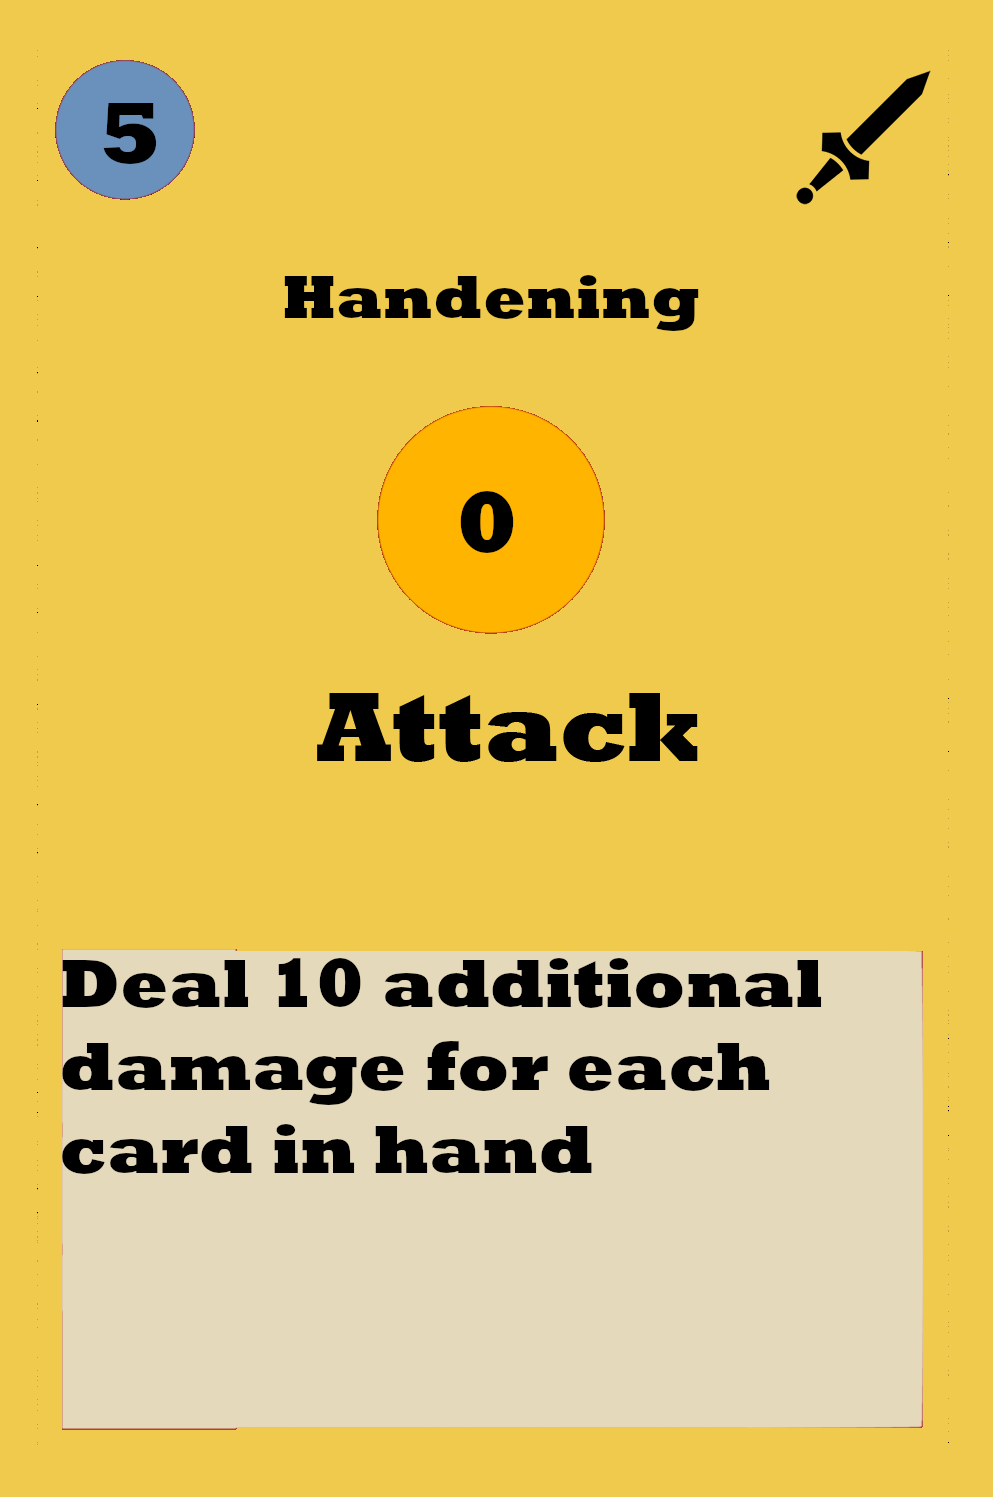 5
Handening
0
Attack
Deal 10 additional
damage for each
card in hand